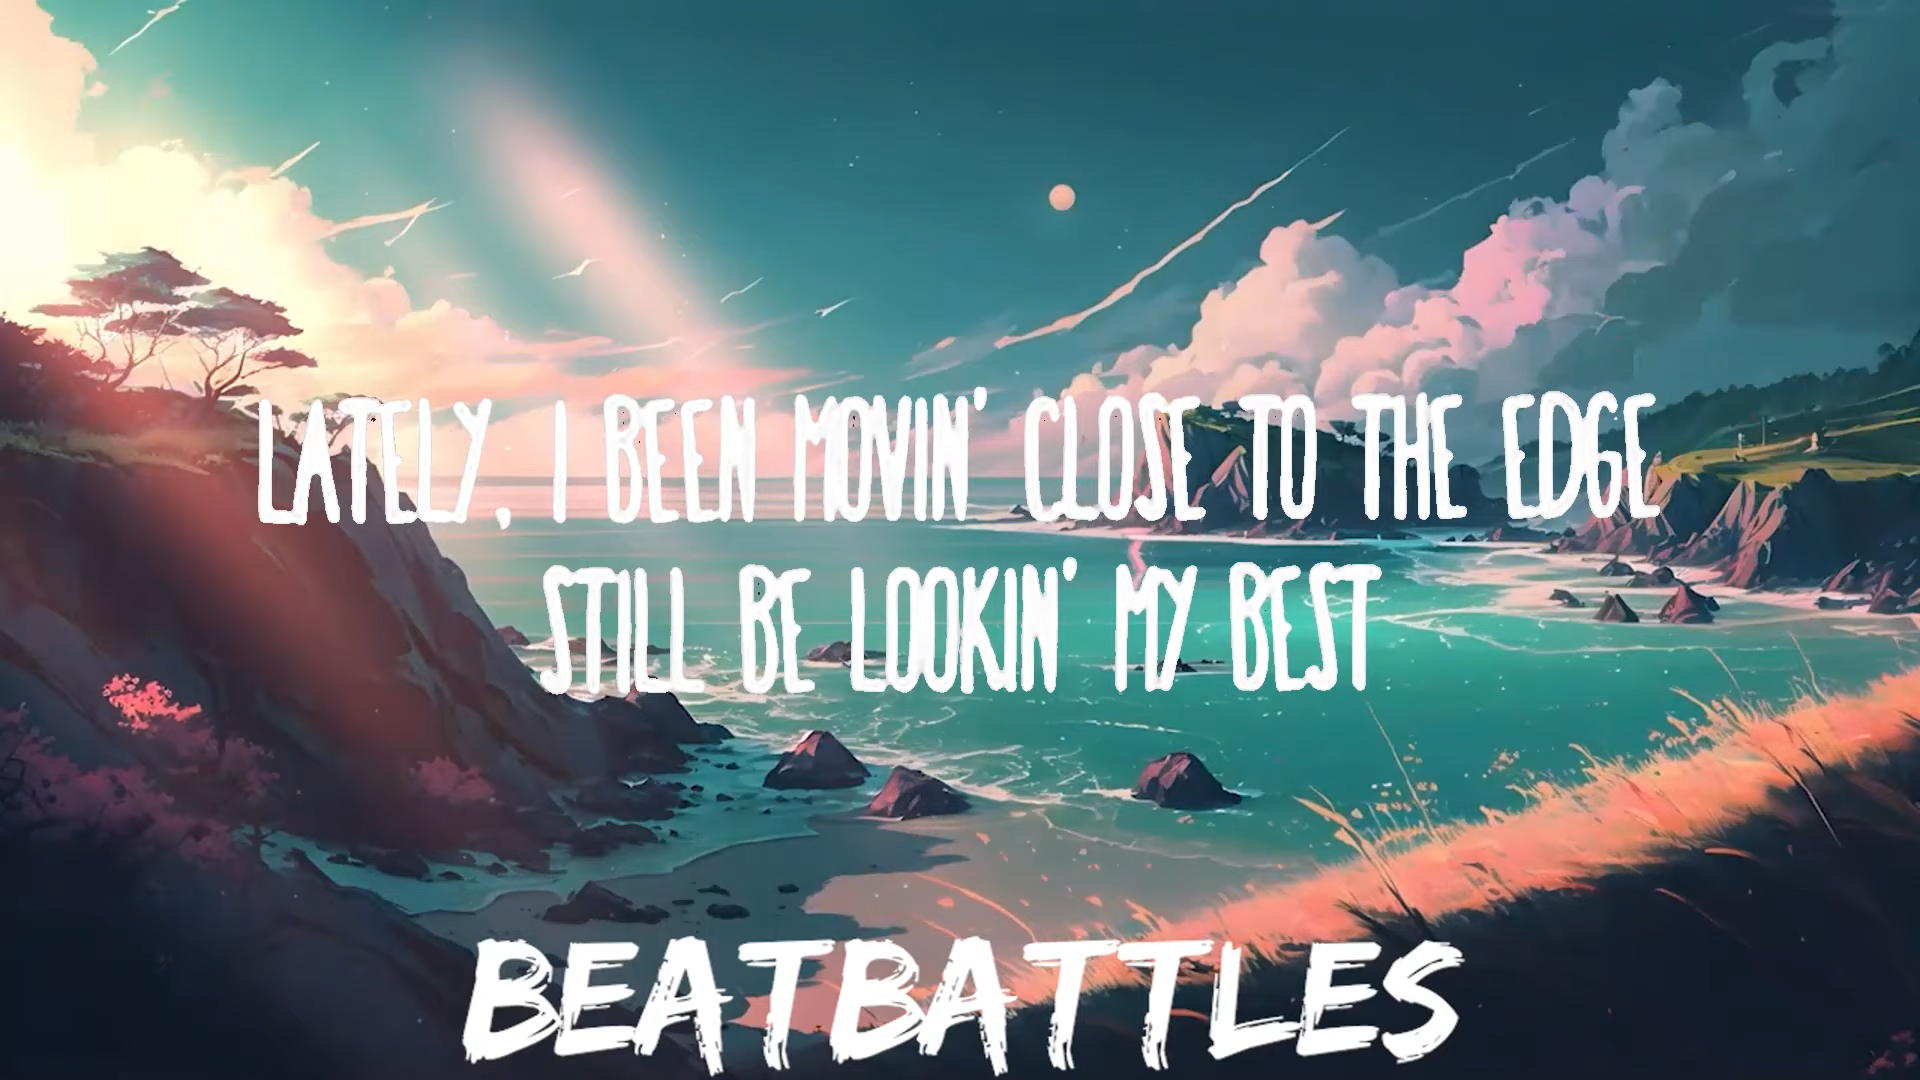 LATELY, I BEEN MOVIN' CLOSE TO THE EDGE
STILL BE LOOKIN' MY BEST
BEATBATTLES